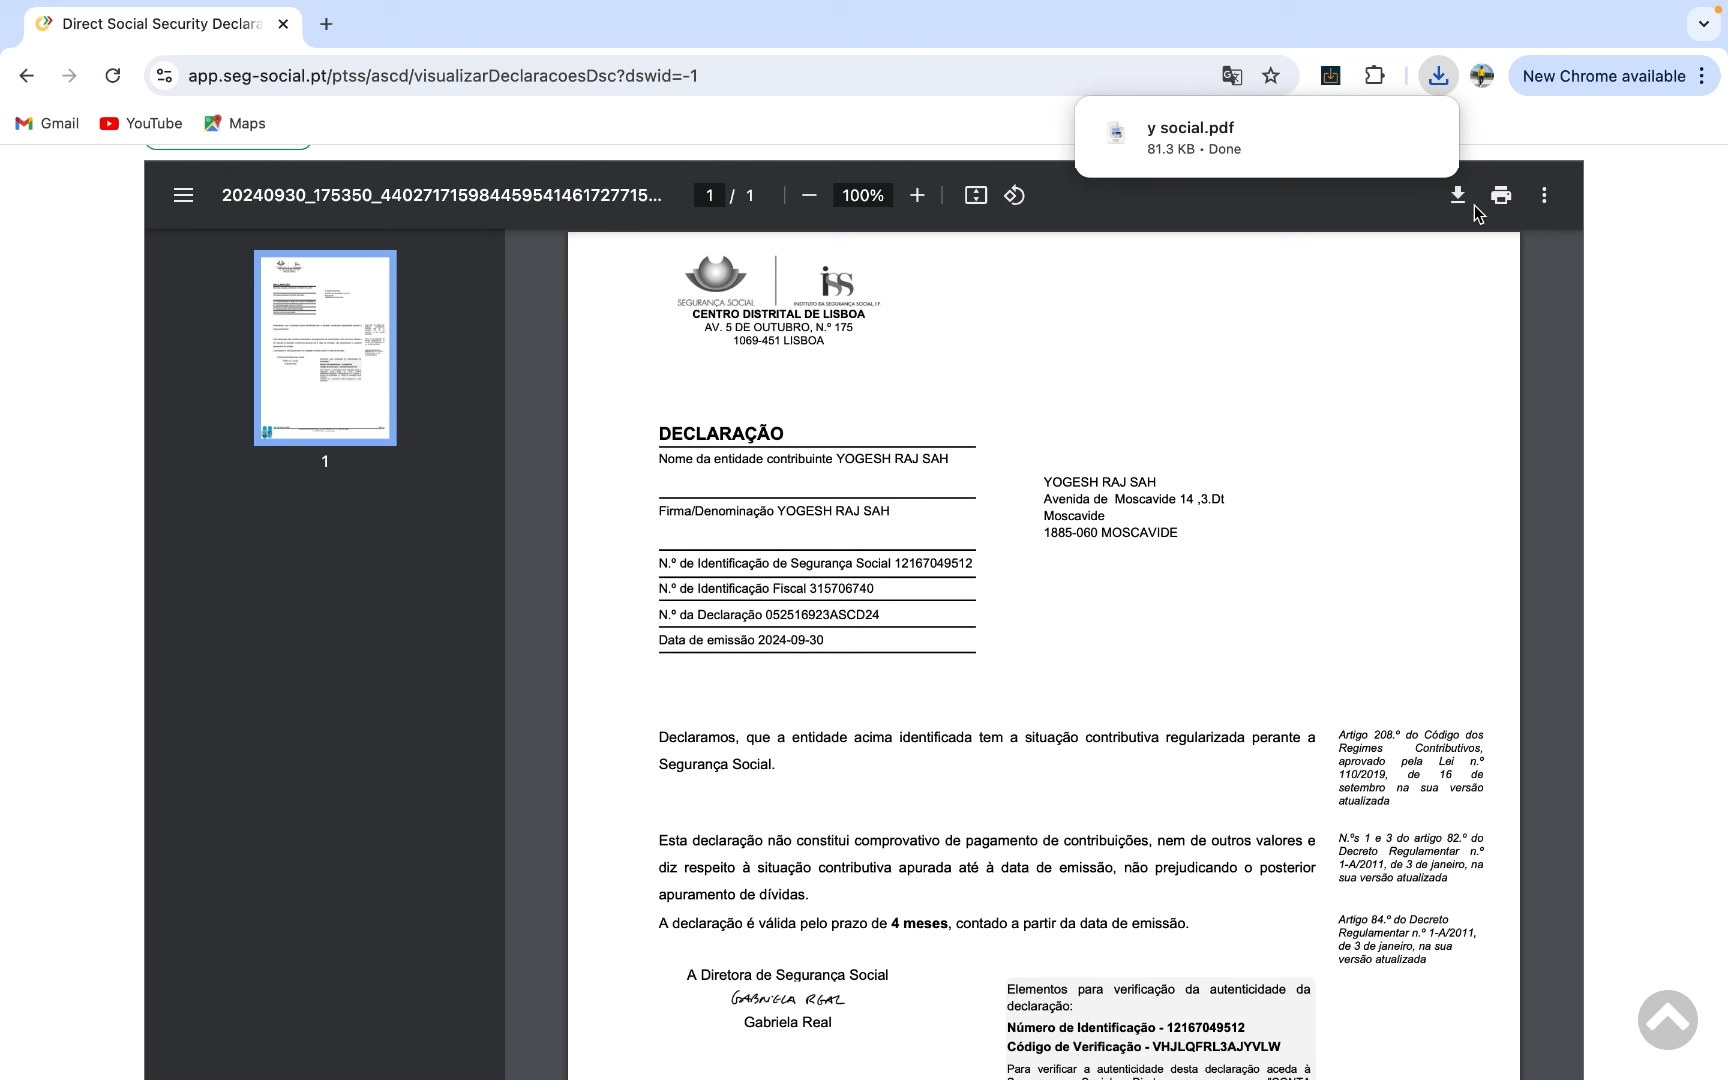 Direct Social Security Declara
app.seg-social.pt/ptss/ascd/visualizarDeclaracoesDsc?dswid=-1
New Chrome available
Gmail
YouTube
Maps
y social.pdf
81.3 KB • Done
20240930_175350_440271715984459541461727715...
1 / 1
100%
1
SEGURANÇA SOCIAL
iss
INSTITUTO DA SEGURANÇA SOCIAL, I.P.
CENTRO DISTRITAL DE LISBOA
AV. 5 DE OUTUBRO, N.º 175
1069-451 LISBOA
DECLARAÇÃO
Nome da entidade contribuinte YOGESH RAJ SAH
Firma/Denominação YOGESH RAJ SAH
N.º de Identificação de Segurança Social 12167049512
N.º de Identificação Fiscal 315706740
N.º da Declaração 052516923ASCD24
Data de emissão 2024-09-30
YOGESH RAJ SAH
Avenida de Moscavide 14 ,3.Dt
Moscavide
1885-060 MOSCAVIDE
Declaramos, que a entidade acima identificada tem a situação contributiva regularizada perante a
Segurança Social.
Artigo 208.º do Código dos
Regimes Contributivos,
aprovado pela Lei n.º
110/2019, de 16 de
setembro na sua versão
atualizada
Esta declaração não constitui comprovativo de pagamento de contribuições, nem de outros valores e
diz respeito à situação contributiva apurada até à data de emissão, não prejudicando o posterior
apuramento de dívidas.
N.ºs 1 e 3 do artigo 82.º do
Decreto Regulamentar n.º
1-A/2011, de 3 de janeiro, na
sua versão atualizada
A declaração é válida pelo prazo de 4 meses, contado a partir da data de emissão.
Artigo 84.º do Decreto
Regulamentar n.º 1-A/2011,
de 3 de janeiro, na sua
versão atualizada
A Diretora de Segurança Social
GABRIELA REAL
Gabriela Real
Elementos para verificação da autenticidade da
declaração:
Número de Identificação - 12167049512
Código de Verificação - VHJLQFRL3AJYVLW
Para verificar a autenticidade desta declaração aceda à